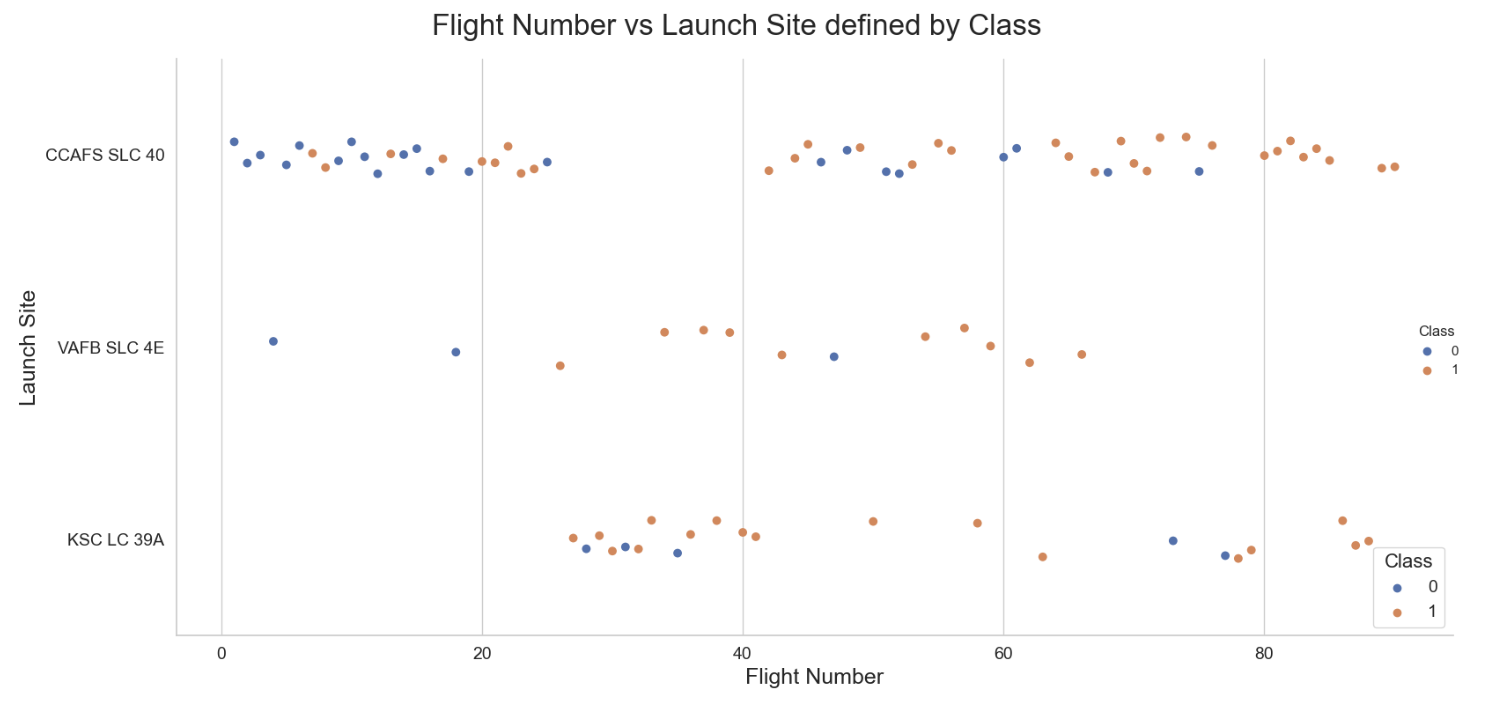 Flight Number vs Launch Site defined by Class
CCAFS SLC 40
VAFB SLC 4E
KSC LC 39A
Launch Site
Class
0
1
Class
0
1
0 20 40 60 80
Flight Number